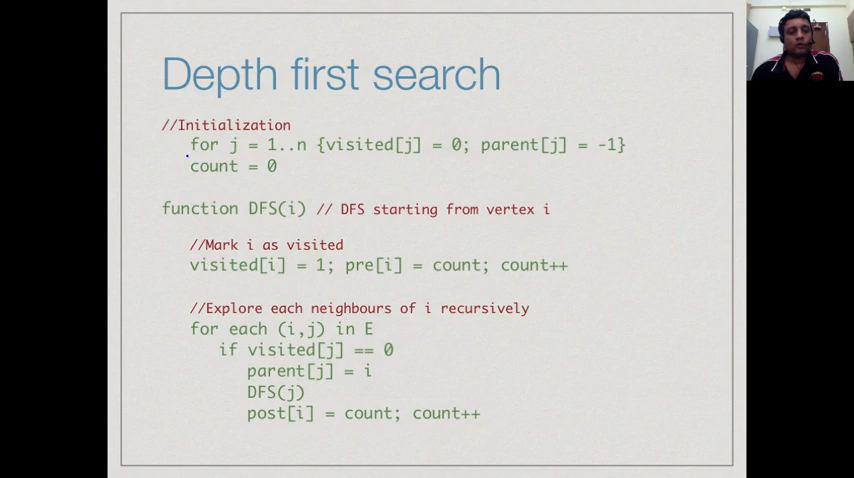 Depth first search
//Initialization
for j = 1..n {visited[j] = 0; parent[j] = -1}
count = 0
function DFS(i) // DFS starting from vertex i
//Mark i as visited
visited[i] = 1; pre[i] = count; count++
//Explore each neighbours of i recursively
for each (i,j) in E
if visited[j] == 0
parent[j] = i
DFS(j)
post[i] = count; count++